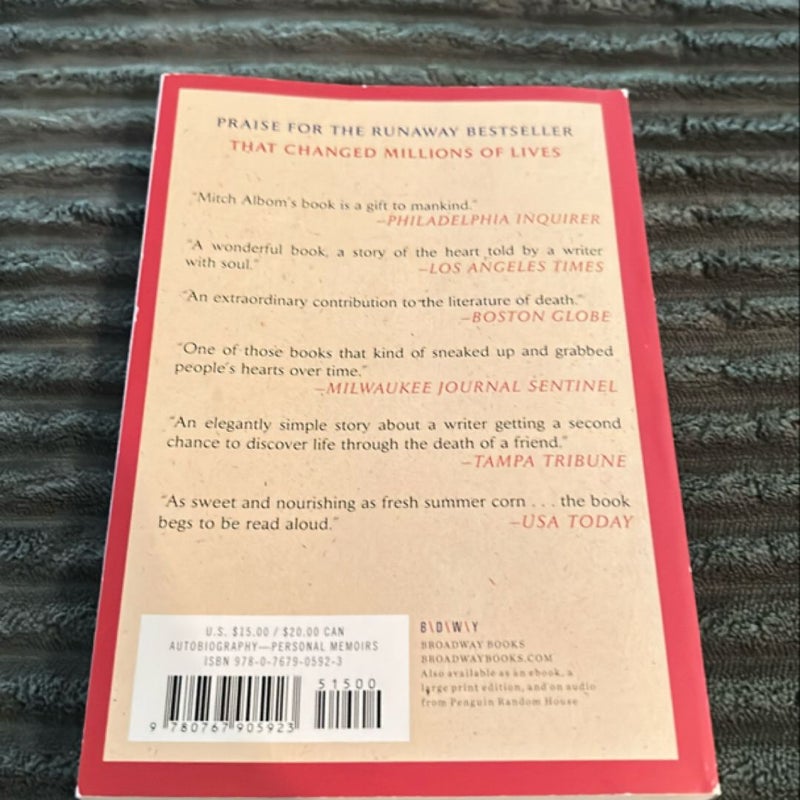 PRAISE FOR THE RUNAWAY BESTSELLER
THAT CHANGED MILLIONS OF LIVES
"Mitch Albom's book is a gift to mankind."
–PHILADELPHIA INQUIRER
"A wonderful book, a story of the heart told by a writer
with soul." –LOS ANGELES TIMES
"An extraordinary contribution to the literature of death."
–BOSTON GLOBE
"One of those books that kind of sneaked up and grabbed
people's hearts over time."
–MILWAUKEE JOURNAL SENTINEL
"An elegantly simple story about a writer getting a second
chance to discover life through the death of a friend."
–TAMPA TRIBUNE
"As sweet and nourishing as fresh summer corn . . . the book
begs to be read aloud." –USA TODAY
U.S. $15.00 / $20.00 CAN
AUTOBIOGRAPHY—PERSONAL MEMOIRS
ISBN 978-0-7679-0592-3
51500
9 780767 905923
B\D\W\Y
BROADWAY BOOKS
BROADWAYBOOKS.COM
Also available as an ebook, a
large print edition, and on audio
from Penguin Random House